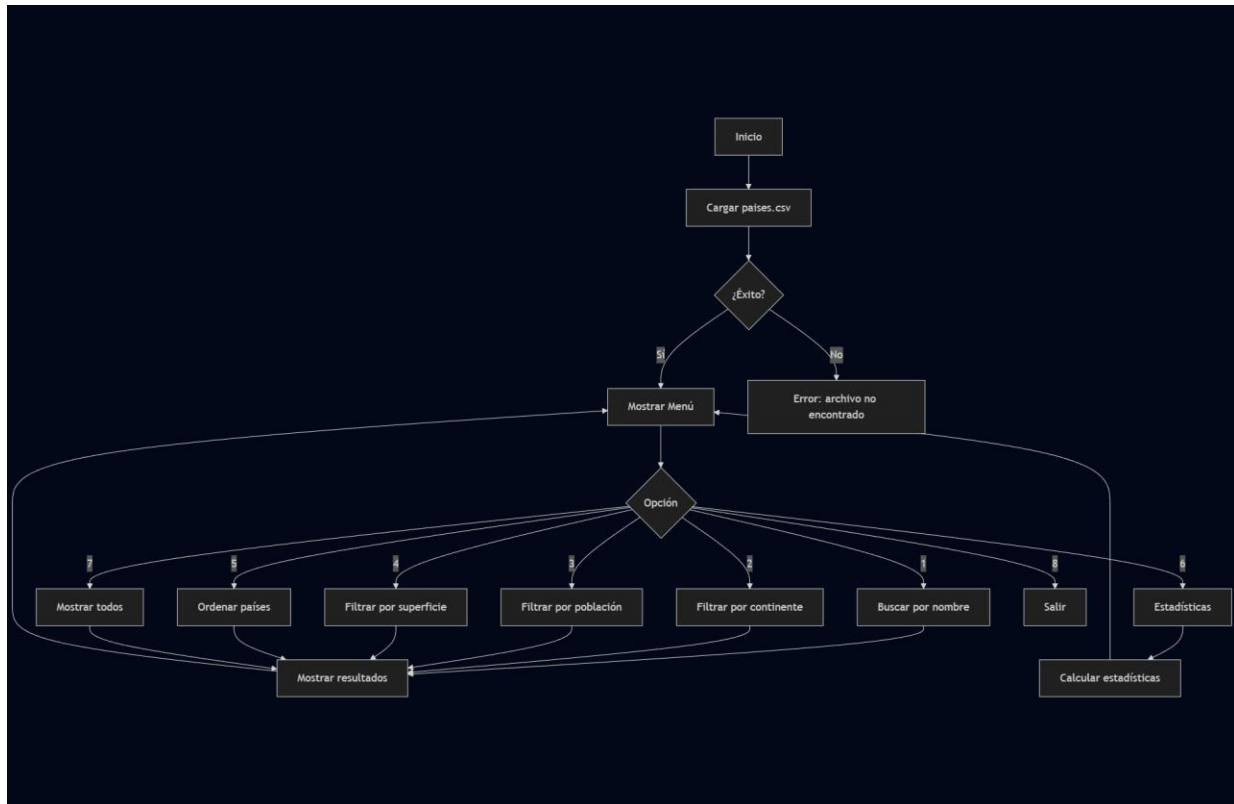 Inicio
Cargar paises.csv
¿Éxito?
Sí
No
Mostrar Menú
Error: archivo no
encontrado
Opción
7
5
4
3
2
1
8
6
Mostrar todos
Ordenar países
Filtrar por superficie
Filtrar por población
Filtrar por continente
Buscar por nombre
Salir
Estadísticas
Mostrar resultados
Calcular estadísticas